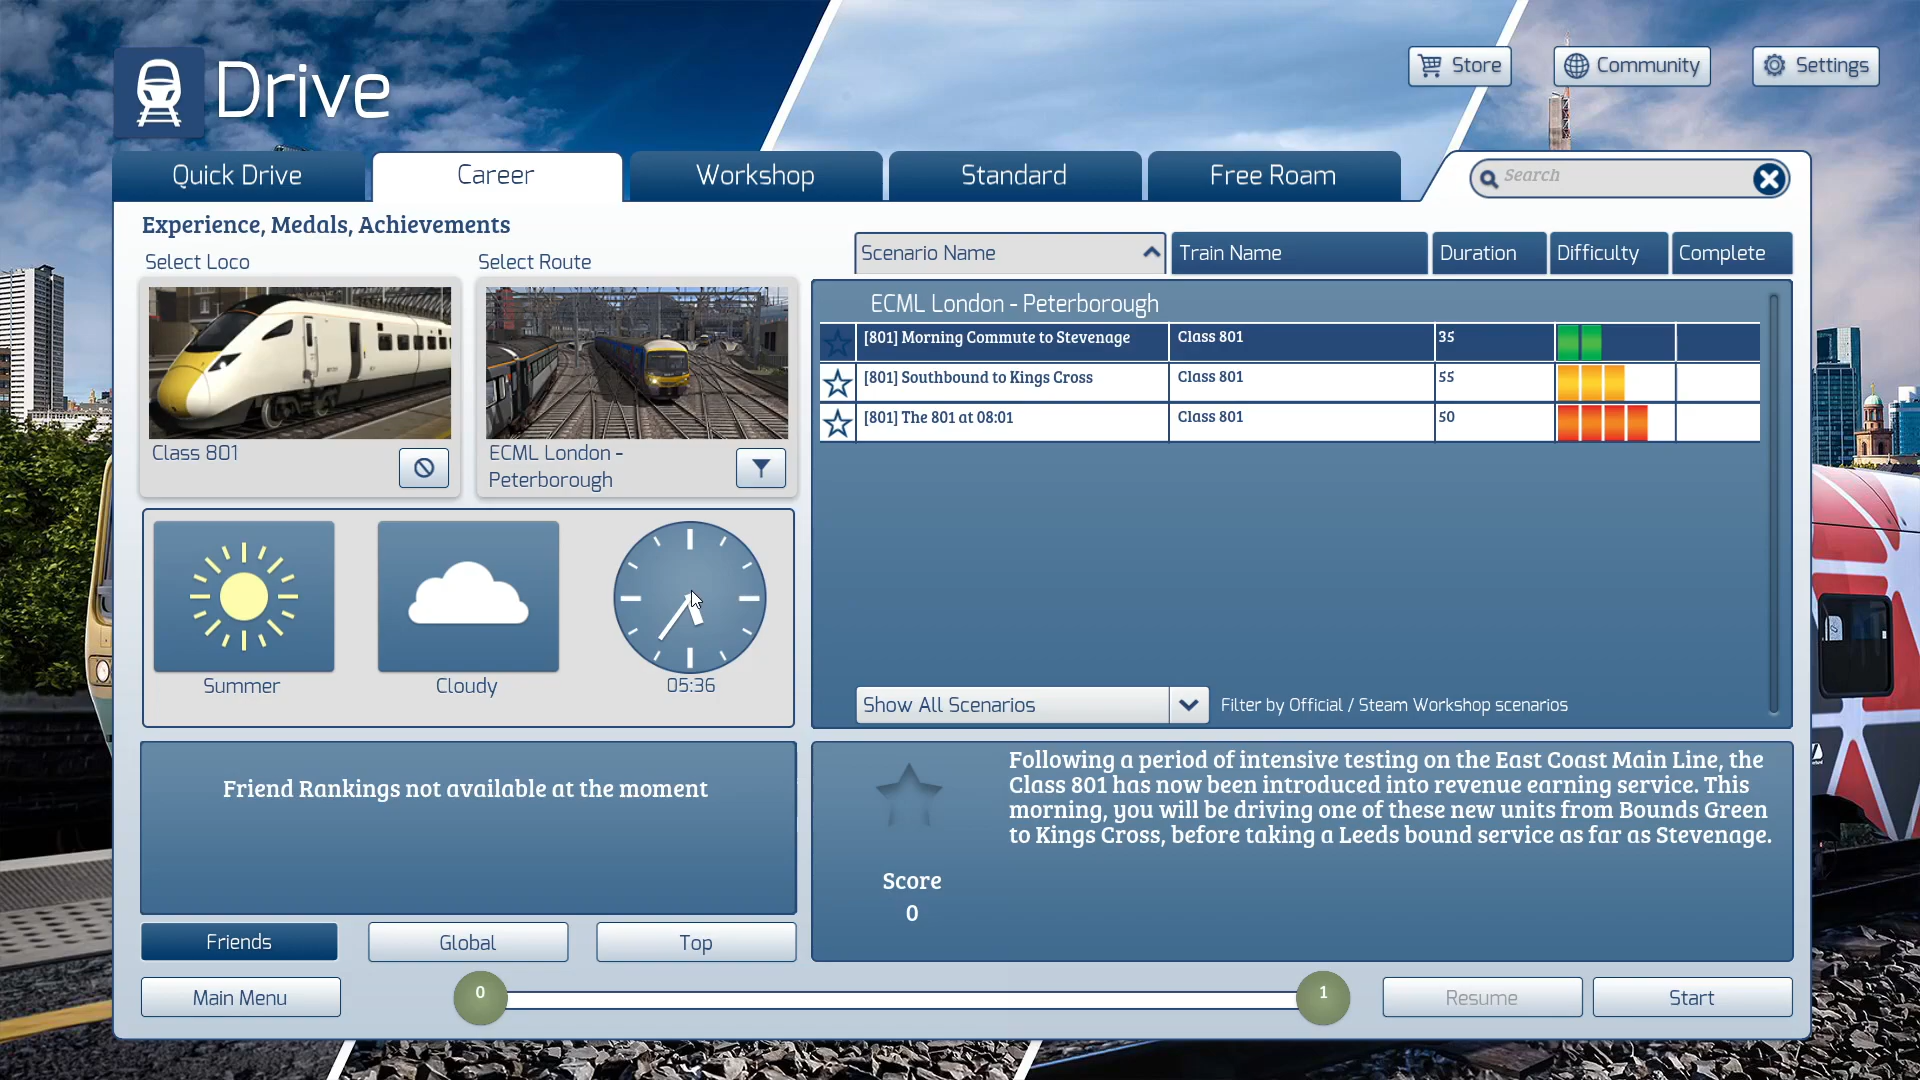 Drive
Store
Community
Settings
Quick Drive
Career
Workshop
Standard
Free Roam
Search
Experience, Medals, Achievements
Select Loco
Select Route
Class 801
ECML London -
Peterborough
Scenario Name
Train Name
Duration
Difficulty
Complete
ECML London - Peterborough
[801] Morning Commute to Stevenage
Class 801
35
[801] Southbound to Kings Cross
Class 801
55
[801] The 801 at 08:01
Class 801
50
Summer
Cloudy
05:36
Show All Scenarios
Filter by Official / Steam Workshop scenarios
Friend Rankings not available at the moment
Following a period of intensive testing on the East Coast Main Line, the
Class 801 has now been introduced into revenue earning service. This
morning, you will be driving one of these new units from Bounds Green
to Kings Cross, before taking a Leeds bound service as far as Stevenage.
Score
0
Friends
Global
Top
Main Menu
0
1
Resume
Start